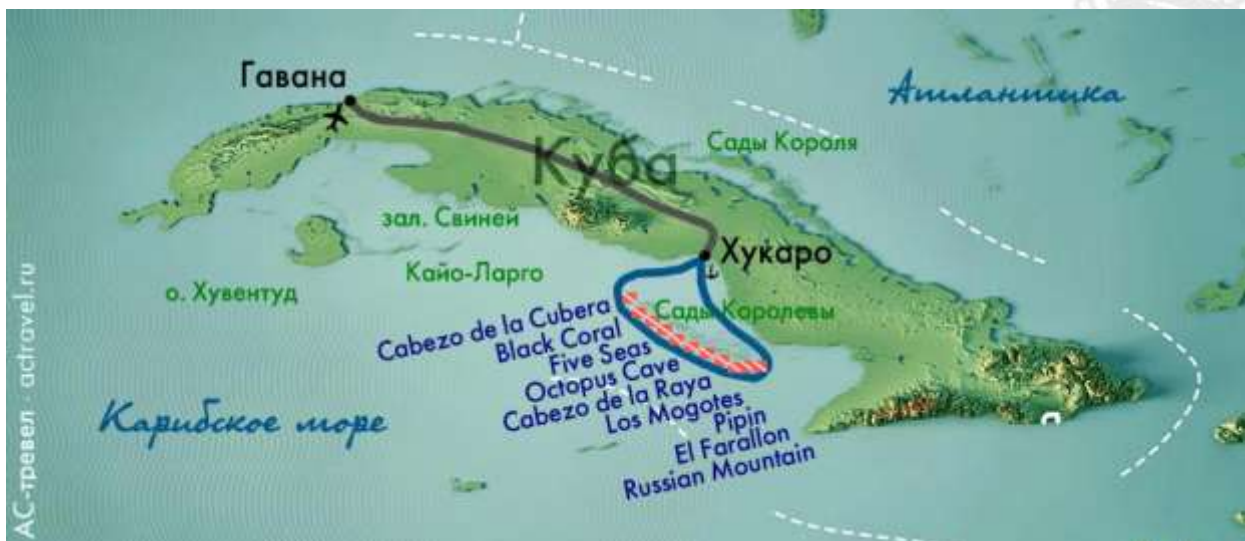 Гавана
Атлантика
Сады Короля
Куба
зал. Свиней
Хукаро
Кайо-Ларго
о. Хувентуд
Сады Королевы
Cabezo de la Cubera
Black Coral
Five Seas
Octopus Cave
Cabezo de la Raya
Los Mogotes
Pipin
El Farallon
Russian Mountain
Карибское море
АС-тревел · actravel.ru